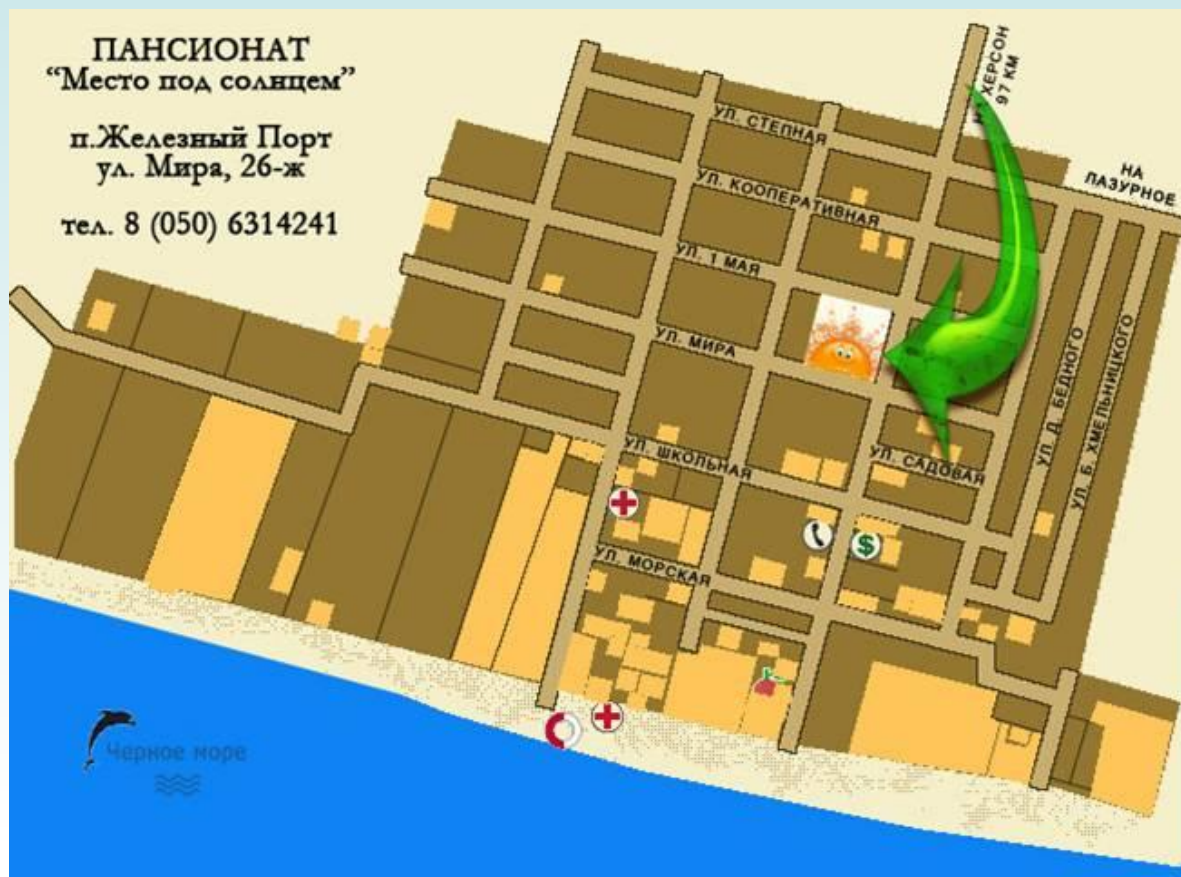 ПАНСИОНАТ
“Место под солнцем”
п.Железный Порт
ул. Мира, 26-ж
тел. 8 (050) 6314241
ХЕРСОН
97 КМ
НА
ЛАЗУРНОЕ
УЛ. СТЕПНАЯ
УЛ. КООПЕРАТИВНАЯ
УЛ. 1 МАЯ
УЛ. МИРА
УЛ. Д. БЕДНОГО
УЛ. Б. ХМЕЛЬНИЦКОГО
УЛ. ШКОЛЬНАЯ
УЛ. САДОВАЯ
$
УЛ. МОРСКАЯ
Черное море